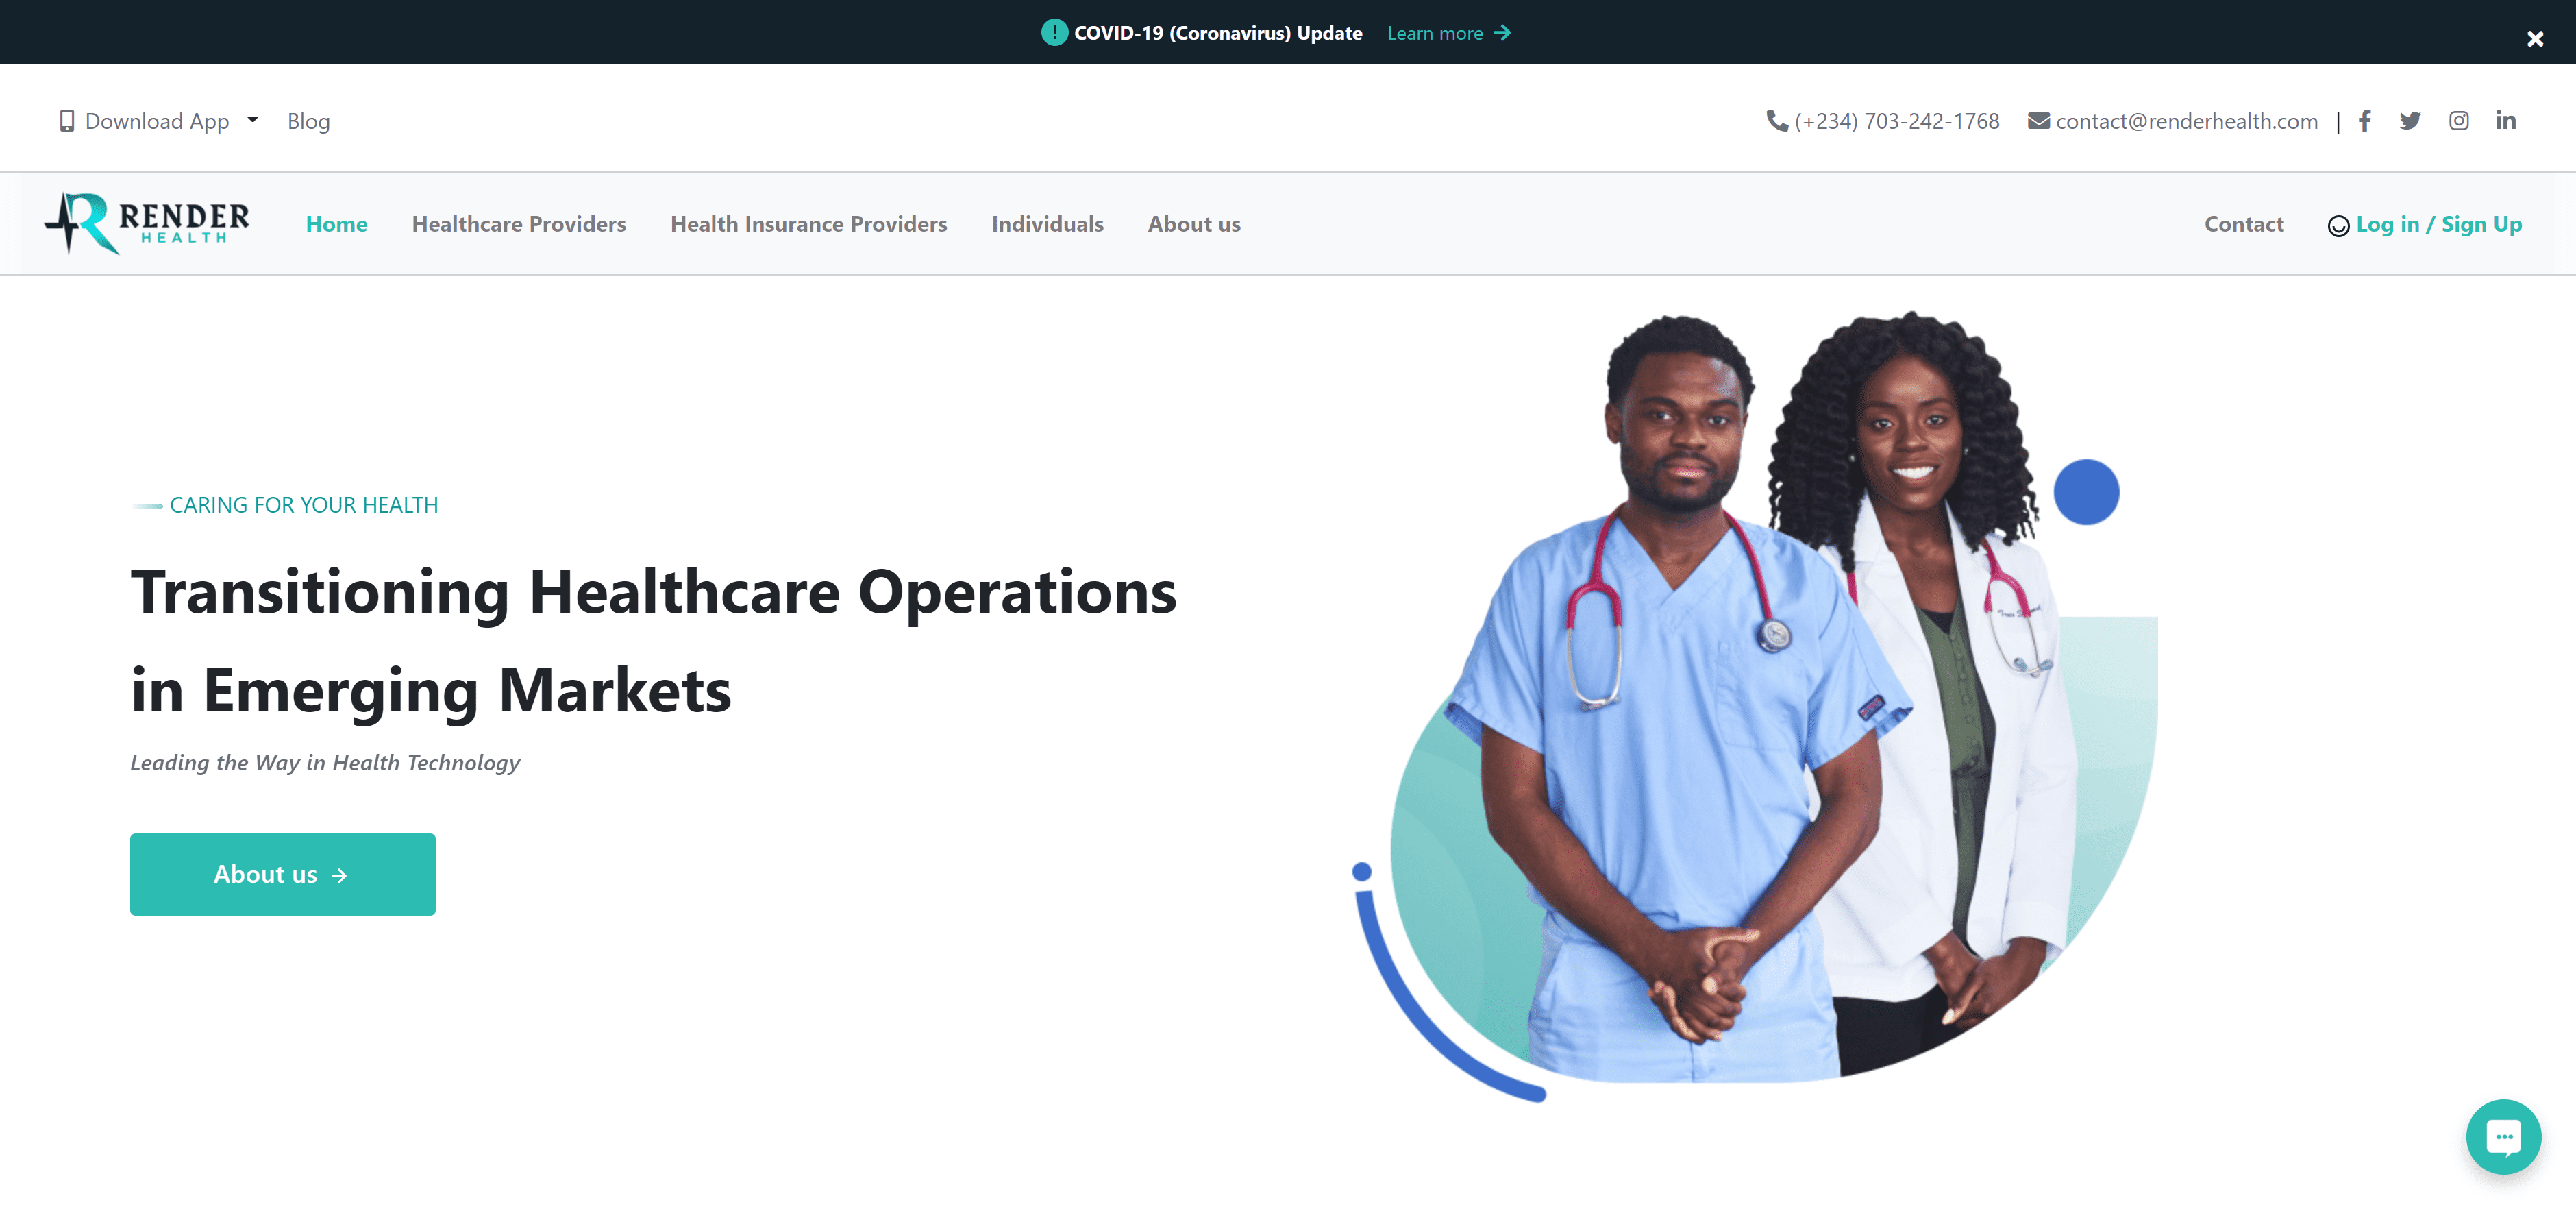 COVID-19 (Coronavirus) Update Learn more →
Download App Blog
(+234) 703-242-1768 contact@renderhealth.com |
RENDER
HEALTH
Home Healthcare Providers Health Insurance Providers Individuals About us Contact Log in / Sign Up
CARING FOR YOUR HEALTH
Transitioning Healthcare Operations
in Emerging Markets
Leading the Way in Health Technology
About us →